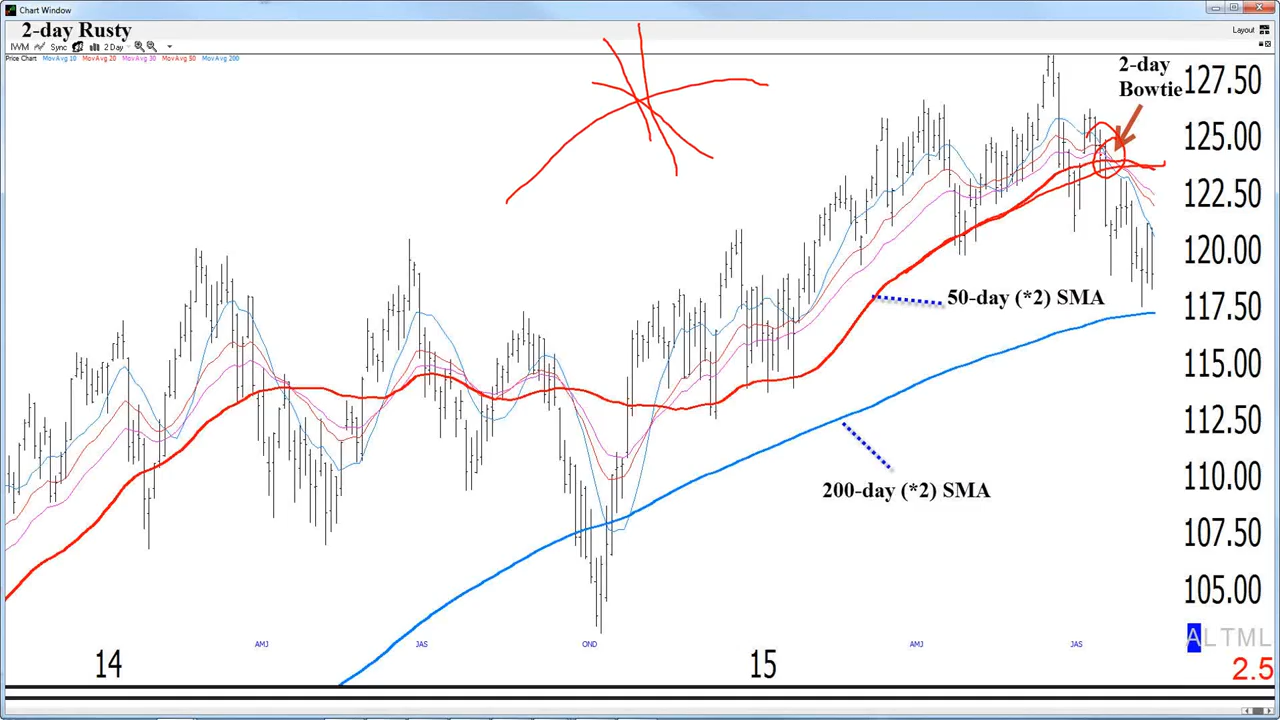 Chart Window
2-day Rusty
Layout
IWM Sync 2 Day
Price Chart MovAvg 10 MovAvg 20 MovAvg 30 MovAvg 50 MovAvg 200
2-day
Bowtie
127.50
125.00
122.50
120.00
117.50
115.00
112.50
110.00
107.50
105.00
50-day (*2) SMA
200-day (*2) SMA
AMJ JAS OND AMJ JAS
14 15
ALTML
2.5